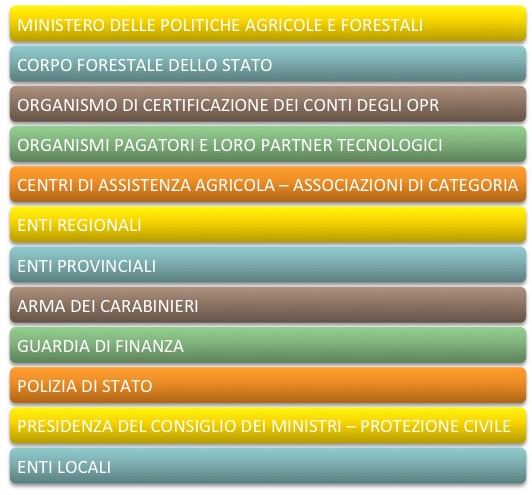 MINISTERO DELLE POLITICHE AGRICOLE E FORESTALI
CORPO FORESTALE DELLO STATO
ORGANISMO DI CERTIFICAZIONE DEI CONTI DEGLI OPR
ORGANISMI PAGATORI E LORO PARTNER TECNOLOGICI
CENTRI DI ASSISTENZA AGRICOLA – ASSOCIAZIONI DI CATEGORIA
ENTI REGIONALI
ENTI PROVINCIALI
ARMA DEI CARABINIERI
GUARDIA DI FINANZA
POLIZIA DI STATO
PRESIDENZA DEL CONSIGLIO DEI MINISTRI – PROTEZIONE CIVILE
ENTI LOCALI